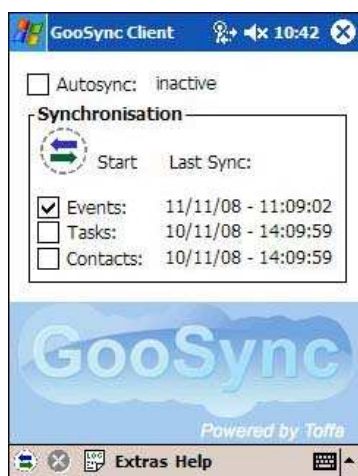 GooSync Client 10:42
Autosync: inactive
Synchronisation
Start Last Sync:
Events: 11/11/08 - 11:09:02
Tasks: 10/11/08 - 14:09:59
Contacts: 10/11/08 - 14:09:59
GooSync
Powered by Toffa
LOG
Extras Help